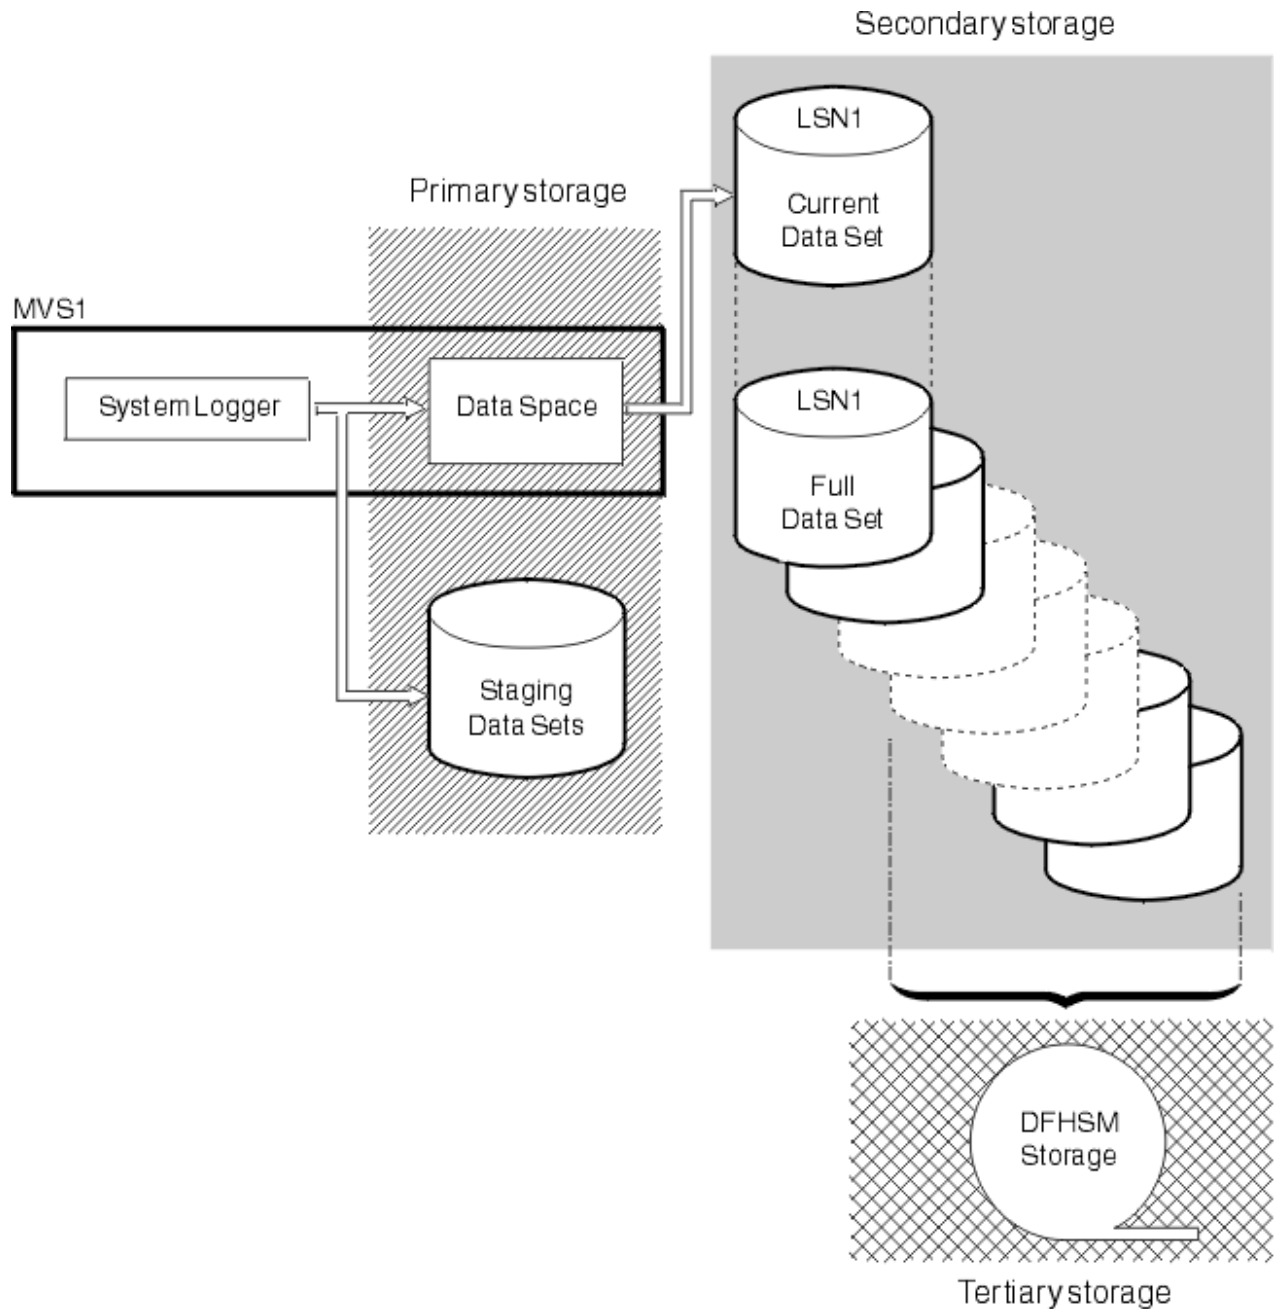 Secondary storage
LSN1
Current
Data Set
Primary storage
MVS1
System Logger
Data Space
LSN1
Full
Data Set
Staging
Data Sets
DFHSM
Storage
Tertiary storage